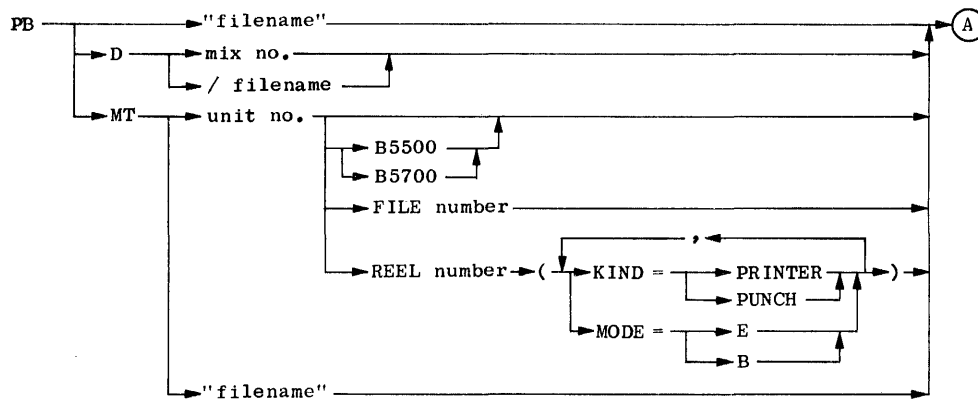 PB "filename" A
D mix no.
/ filename
MT unit no.
B5500
B5700
FILE number
,
REEL number ( KIND = PRINTER )
PUNCH
MODE = E
B
"filename"